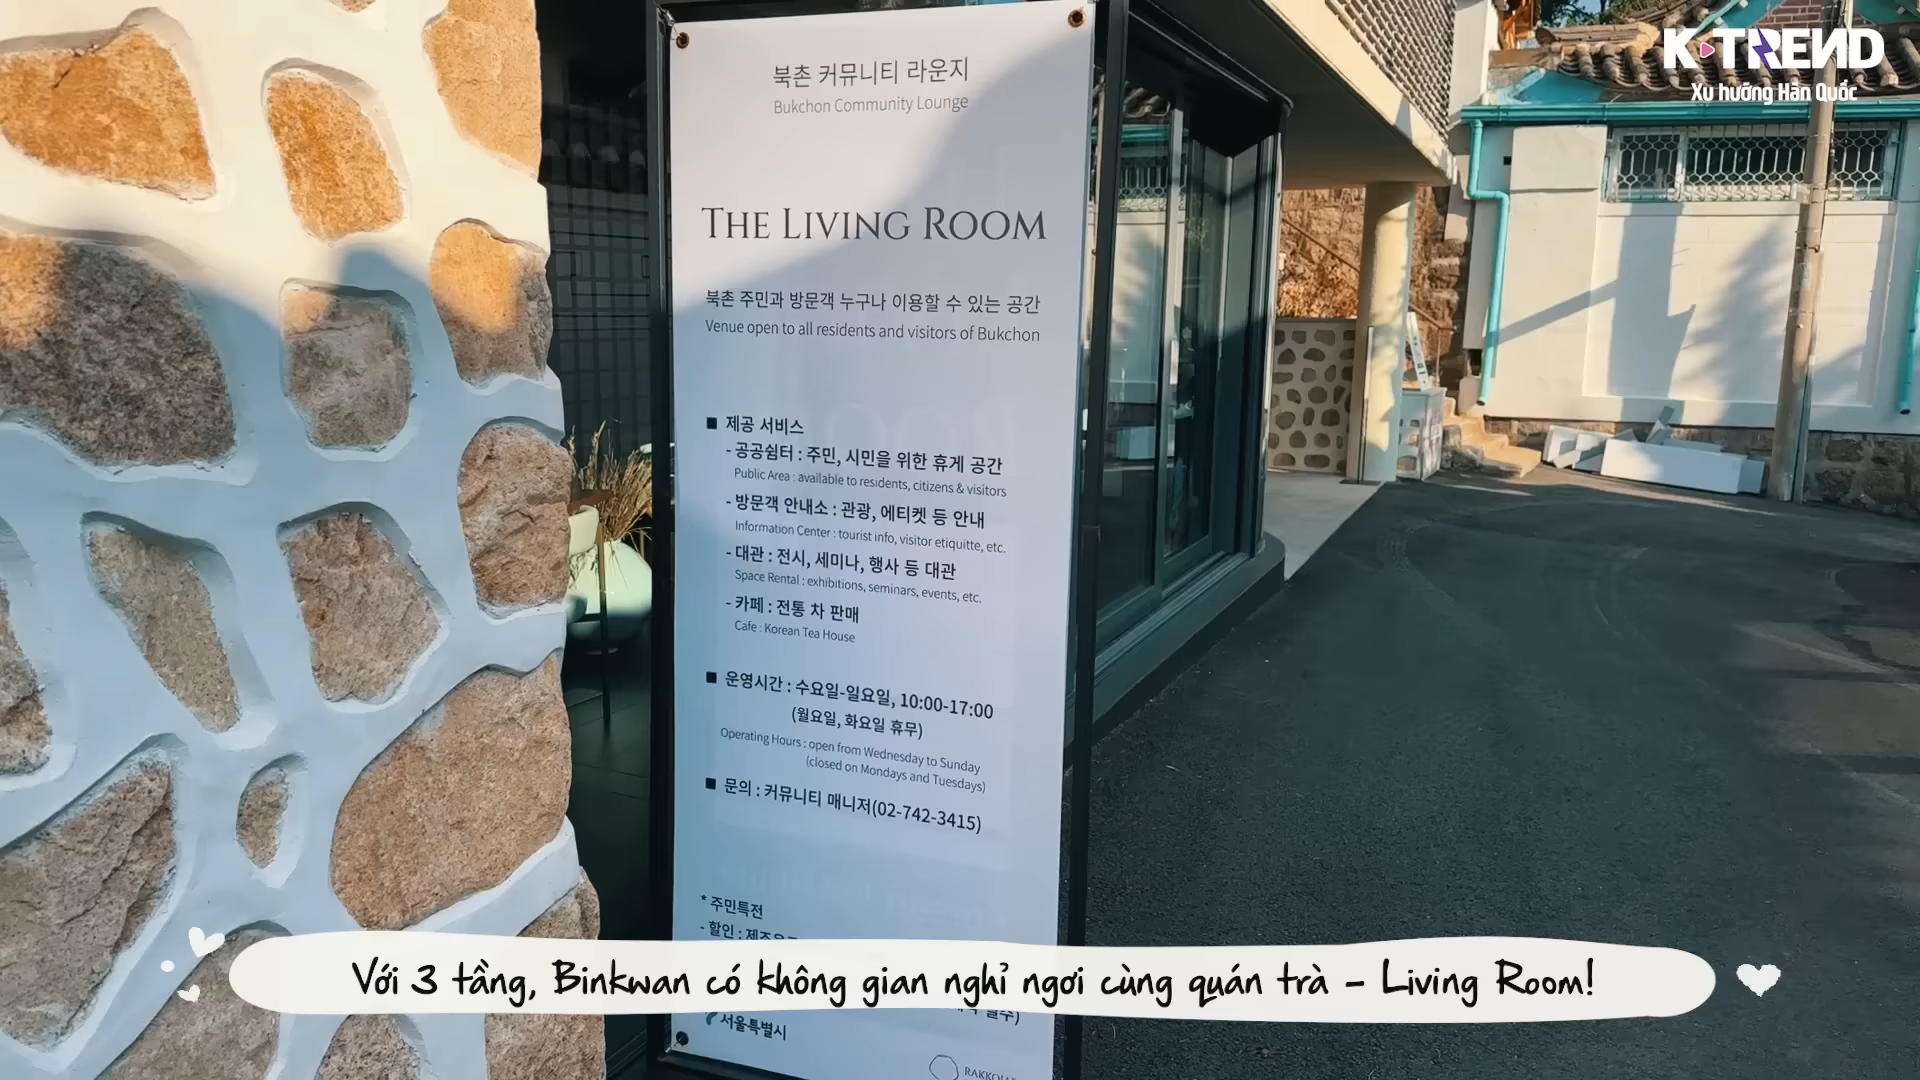 K-TREND
Xu hướng Hàn Quốc
북촌 커뮤니티 라운지
Bukchon Community Lounge
THE LIVING ROOM
북촌 주민과 방문객 누구나 이용할 수 있는 공간
Venue open to all residents and visitors of Bukchon
■ 제공 서비스
- 공공쉼터 : 주민, 시민을 위한 휴게 공간
Public Area : available to residents, citizens & visitors
- 방문객 안내소 : 관광, 에티켓 등 안내
Information Center : tourist info, visitor etiquitte, etc.
- 대관 : 전시, 세미나, 행사 등 대관
Space Rental : exhibitions, seminars, events, etc.
- 카페 : 전통 차 판매
Cafe : Korean Tea House
■ 운영시간 : 수요일-일요일, 10:00-17:00
(월요일, 화요일 휴무)
Operating Hours : open from Wednesday to Sunday
(closed on Mondays and Tuesdays)
■ 문의 : 커뮤니티 매니저(02-742-3415)
* 주민특전
- 할인 :
Với 3 tầng, Binkwan có không gian nghỉ ngơi cùng quán trà - Living Room!
서울특별시